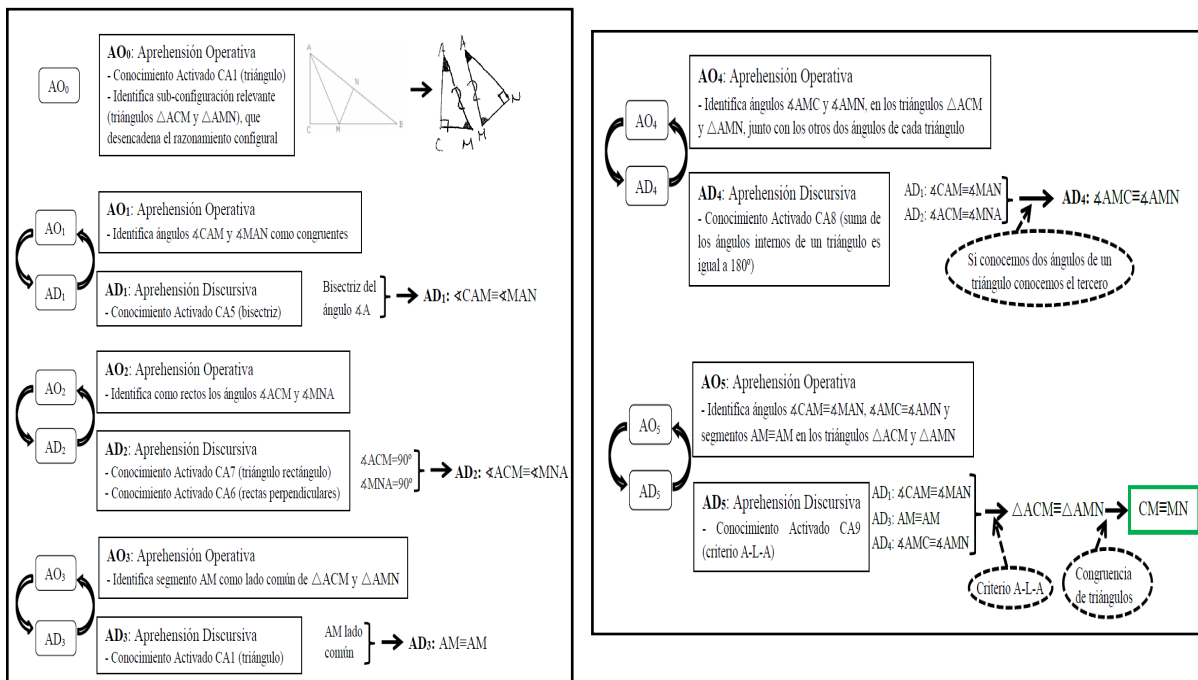 AO₀
AO₀: Aprehensión Operativa
- Conocimiento Activado CA1 (triángulo)
- Identifica sub-configuración relevante
(triángulos △ACM y △AMN), que
desencadena el razonamiento configural
A
N
C
M
B
A
A
N
C
M
M
AO₁
AD₁
AO₁: Aprehensión Operativa
- Identifica ángulos ∡CAM y ∡MAN como congruentes
AD₁: Aprehensión Discursiva
- Conocimiento Activado CA5 (bisectriz)
Bisectriz del
ángulo ∡A
AD₁: ∢CAM≡∢MAN
AO₂
AD₂
AO₂: Aprehensión Operativa
- Identifica como rectos los ángulos ∡ACM y ∡MNA
AD₂: Aprehensión Discursiva
- Conocimiento Activado CA7 (triángulo rectángulo)
- Conocimiento Activado CA6 (rectas perpendiculares)
∡ACM=90º
∡MNA=90º
AD₂: ∢ACM≡∢MNA
AO₃
AD₃
AO₃: Aprehensión Operativa
- Identifica segmento AM como lado común de △ACM y △AMN
AD₃: Aprehensión Discursiva
- Conocimiento Activado CA1 (triángulo)
AM lado
común
AD₃: AM≡AM
AO₄
AD₄
AO₄: Aprehensión Operativa
- Identifica ángulos ∡AMC y ∡AMN, en los triángulos △ACM
y △AMN, junto con los otros dos ángulos de cada triángulo
AD₄: Aprehensión Discursiva
- Conocimiento Activado CA8 (suma de
los ángulos internos de un triángulo es
igual a 180º)
AD₁: ∡CAM≡∡MAN
AD₂: ∡ACM≡∡MNA
AD₄: ∡AMC≡∡AMN
Si conocemos dos ángulos de un
triángulo conocemos el tercero
AO₅
AD₅
AO₅: Aprehensión Operativa
- Identifica ángulos ∡CAM≡∡MAN, ∡AMC≡∡AMN y
segmentos AM≡AM en los triángulos △ACM y △AMN
AD₅: Aprehensión Discursiva
- Conocimiento Activado CA9
(criterio A-L-A)
AD₁: ∡CAM≡∡MAN
AD₃: AM≡AM
AD₄: ∡AMC≡∡AMN
△ACM≡△AMN
CM≡MN
Criterio A-L-A
Congruencia
de triángulos